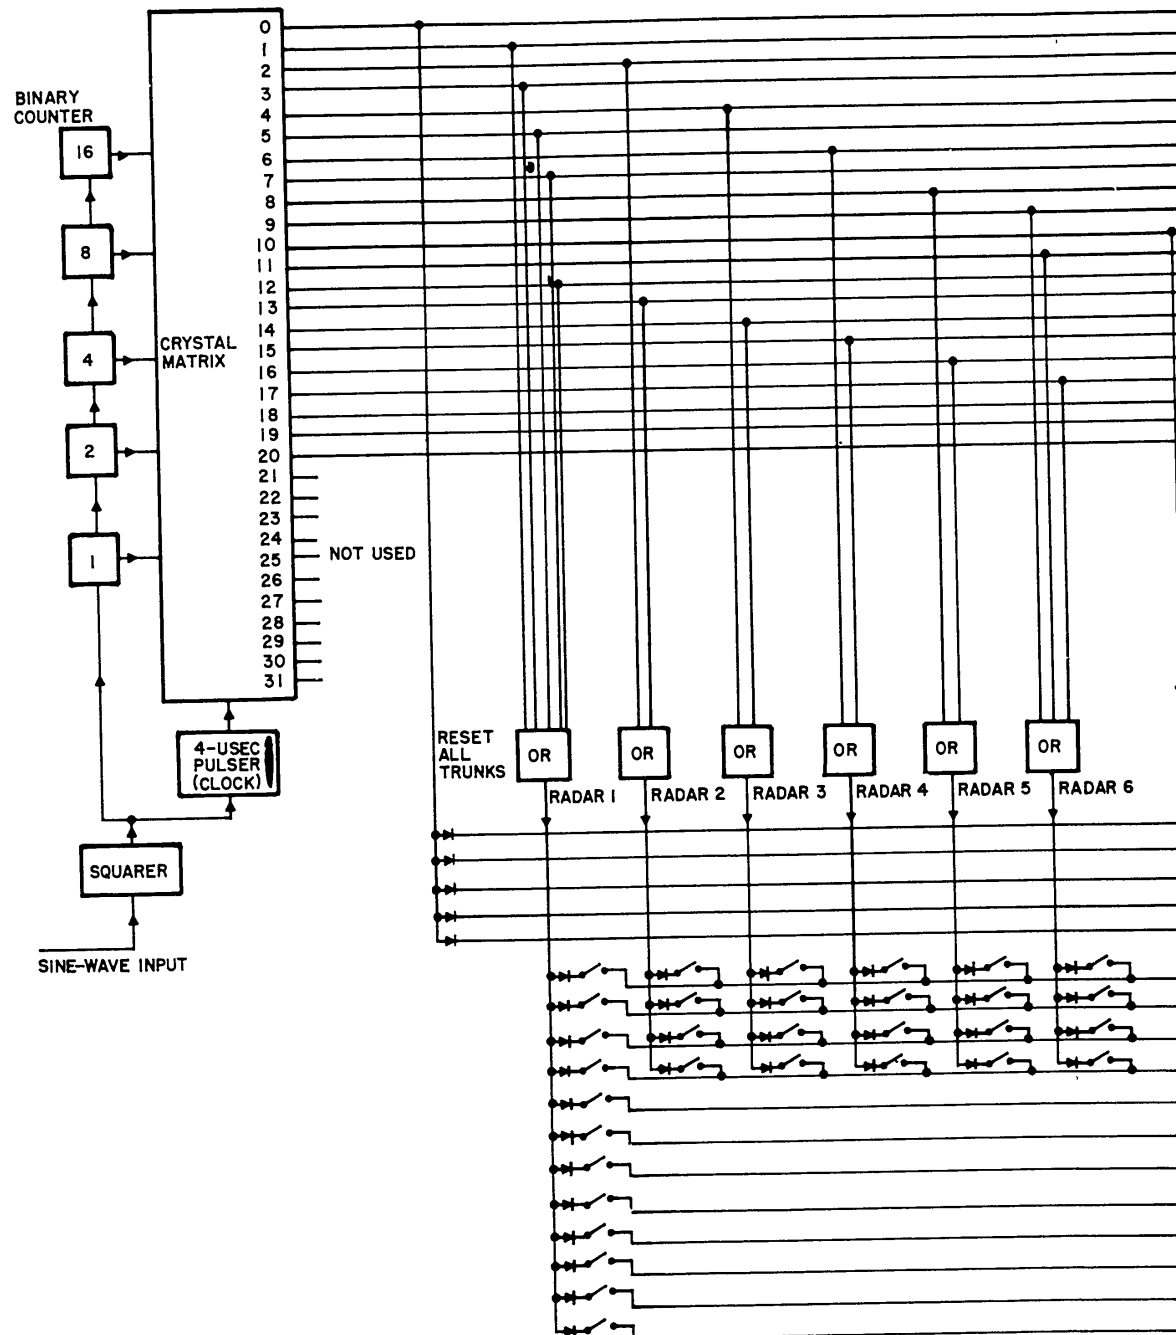 BINARY
COUNTER
16
8
4
2
1
CRYSTAL
MATRIX
0
1
2
3
4
5
6
7
8
9
10
11
12
13
14
15
16
17
18
19
20
21
22
23
24
25
26
27
28
29
30
31
NOT USED
4-USEC
PULSER
(CLOCK)
SQUARER
SINE-WAVE INPUT
RESET
ALL
TRUNKS
OR
OR
OR
OR
OR
OR
RADAR 1
RADAR 2
RADAR 3
RADAR 4
RADAR 5
RADAR 6